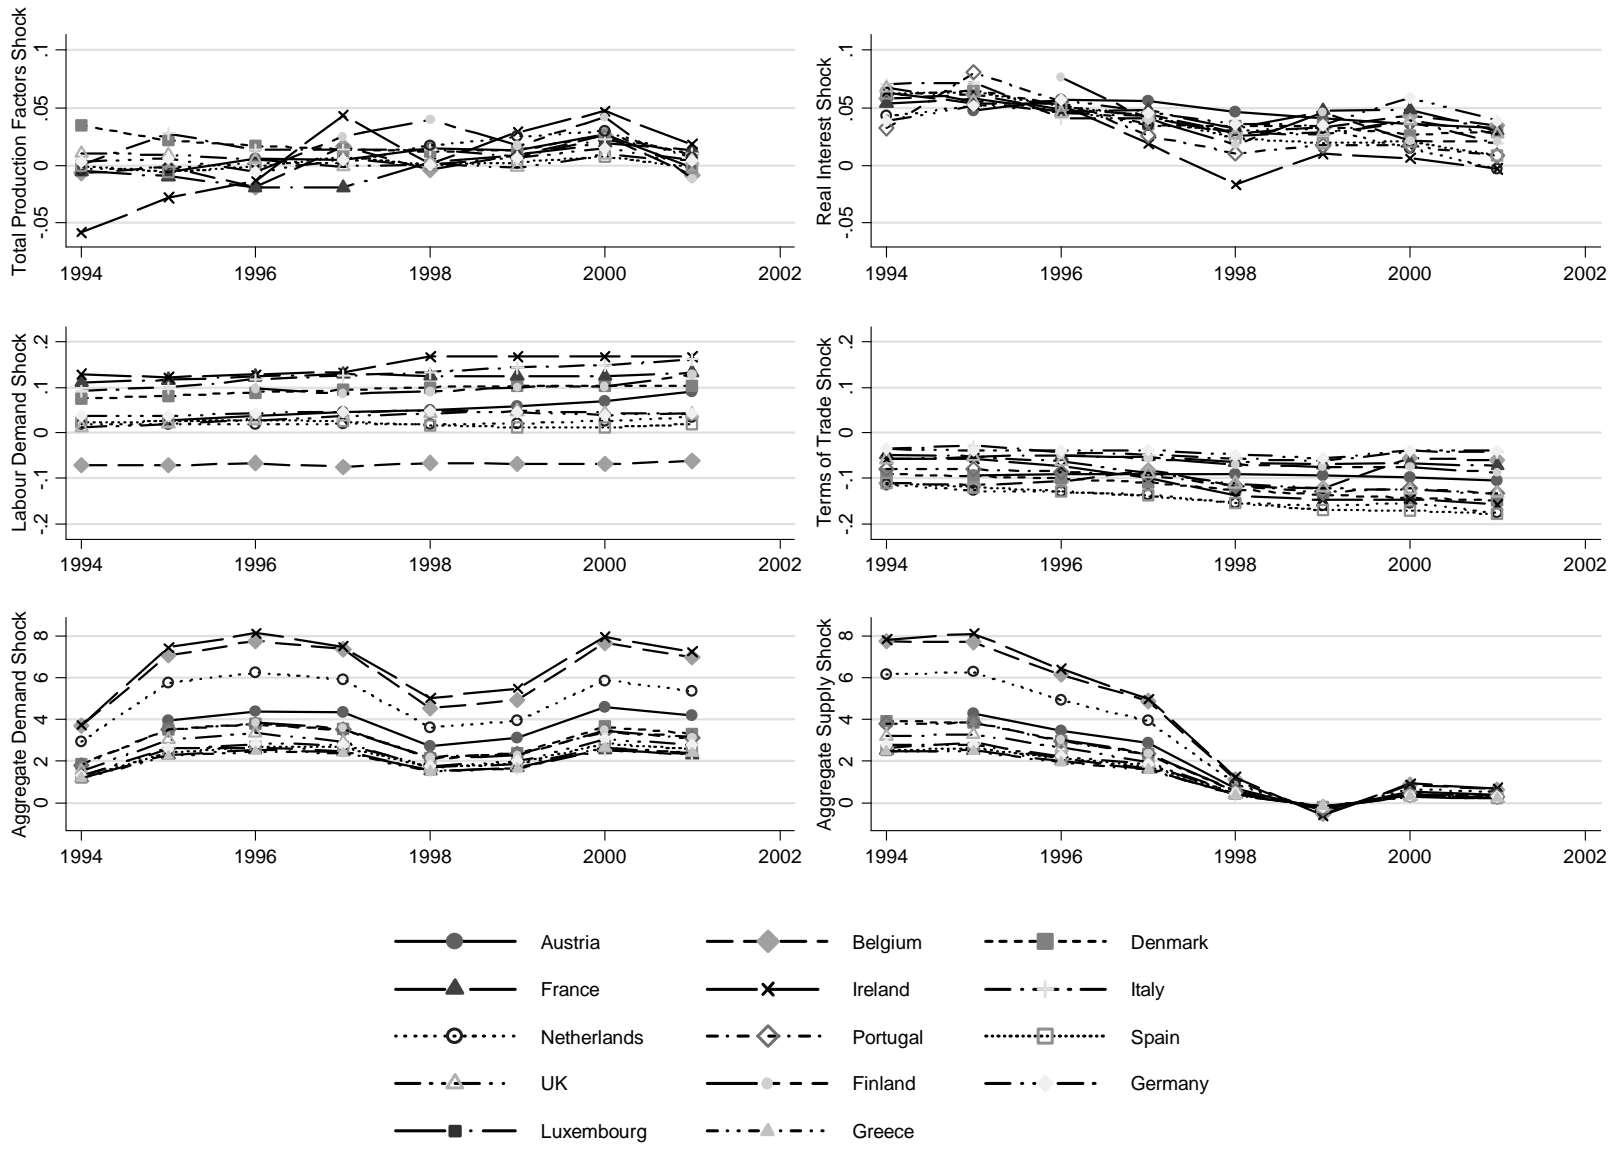 Total Production Factors Shock
.1
.05
0
-.05
1994 1996 1998 2000 2002
Real Interest Shock
.1
.05
0
-.05
1994 1996 1998 2000 2002
Labour Demand Shock
.2
.1
0
-.1
-.2
1994 1996 1998 2000 2002
Terms of Trade Shock
.2
.1
0
-.1
-.2
1994 1996 1998 2000 2002
Aggregate Demand Shock
8
6
4
2
0
1994 1996 1998 2000 2002
Aggregate Supply Shock
8
6
4
2
0
1994 1996 1998 2000 2002
Austria Belgium Denmark
France Ireland Italy
Netherlands Portugal Spain
UK Finland Germany
Luxembourg Greece